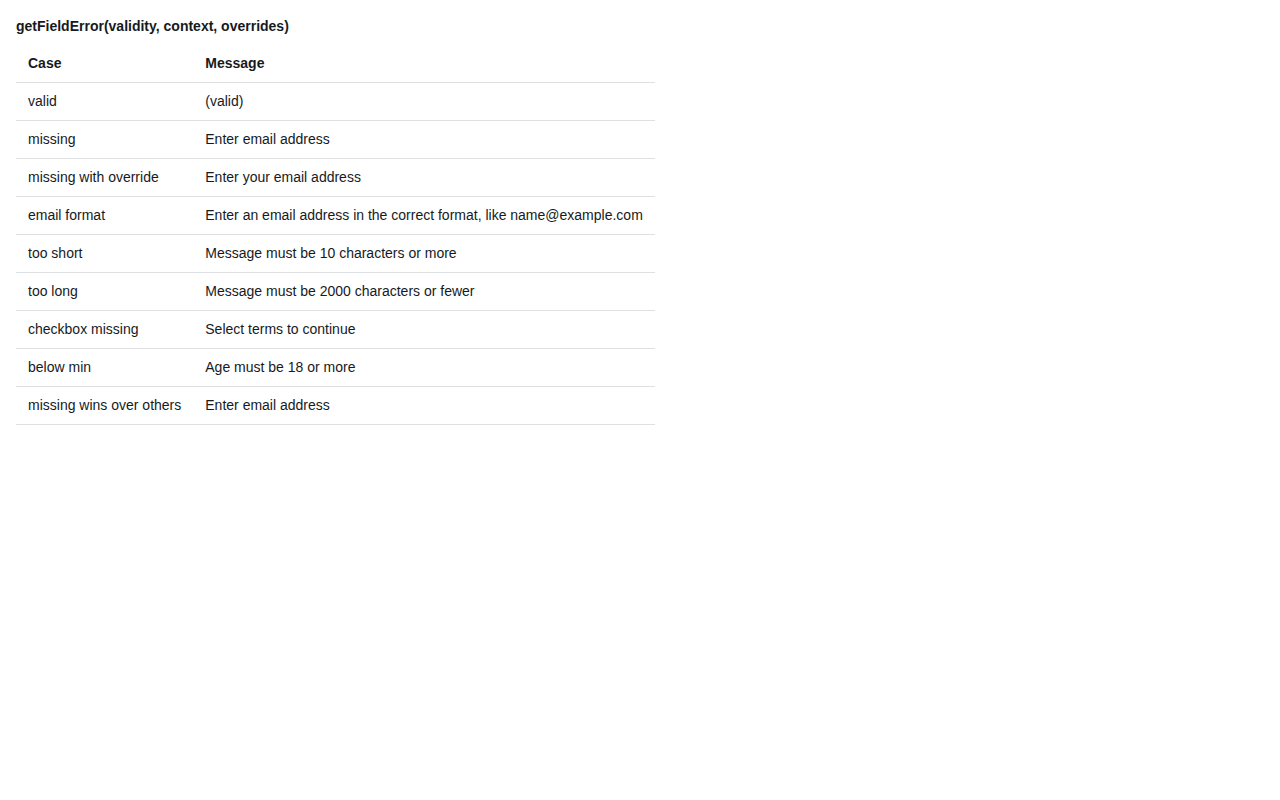 getFieldError(validity, context, overrides)
Case Message
valid (valid)
missing Enter email address
missing with override Enter your email address
email format Enter an email address in the correct format, like name@example.com
too short Message must be 10 characters or more
too long Message must be 2000 characters or fewer
checkbox missing Select terms to continue
below min Age must be 18 or more
missing wins over others Enter email address